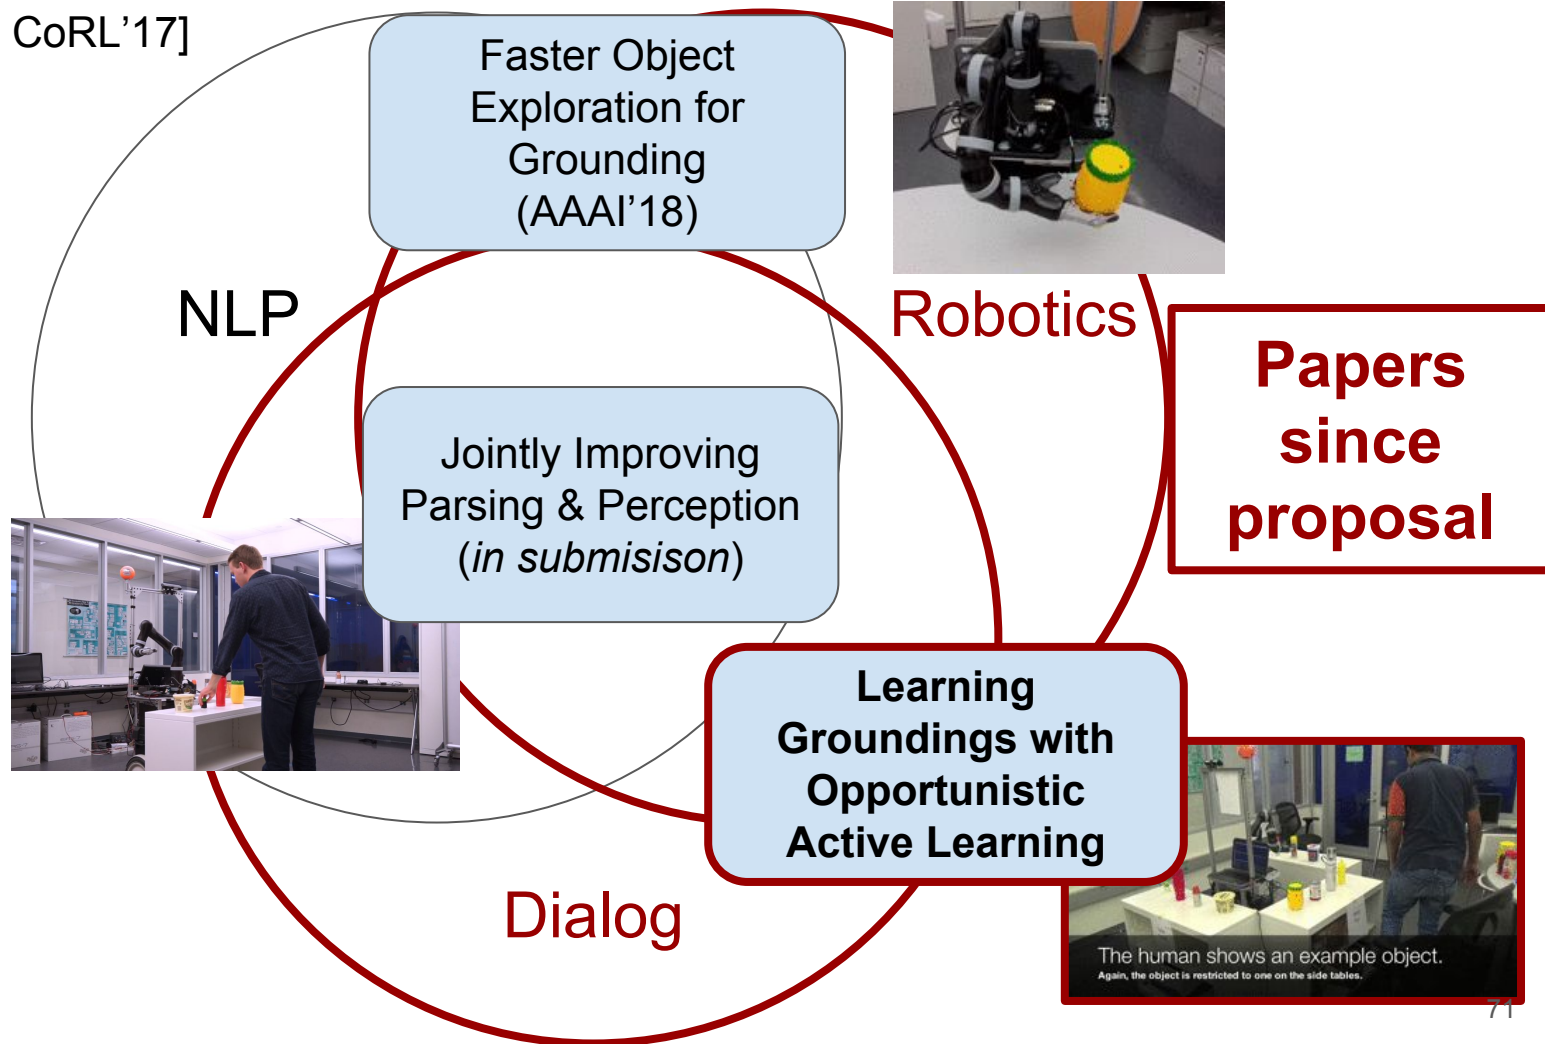 CoRL’17]
Faster Object
Exploration for
Grounding
(AAAI’18)
NLP
Robotics
Papers
since
proposal
Jointly Improving
Parsing & Perception
(in submisison)
Learning
Groundings with
Opportunistic
Active Learning
Dialog
The human shows an example object.
Again, the object is restricted to one on the side tables.
71